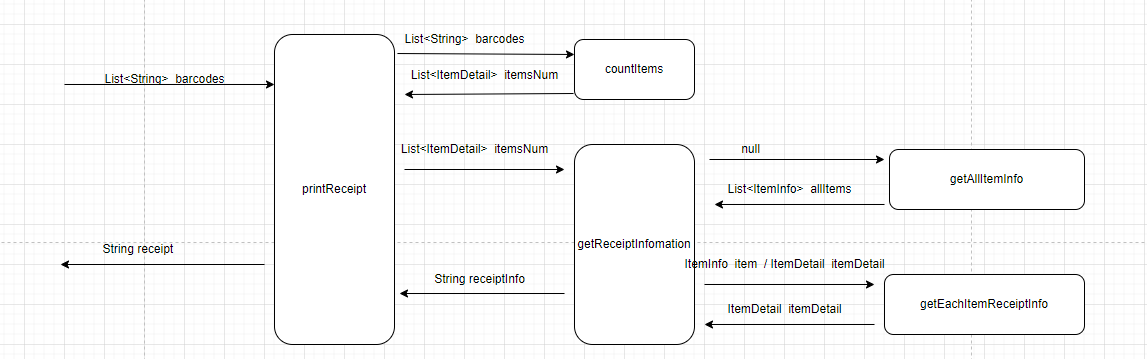 List<String> barcodes
countItems
List<String> barcodes
List<ItemDetail> itemsNum
List<ItemDetail> itemsNum
null
getAllItemInfo
printReceipt
List<ItemInfo> allItems
String receipt
getReceiptInfomation
ItemInfo item / ItemDetail itemDetail
String receiptInfo
getEachItemReceiptInfo
ItemDetail itemDetail